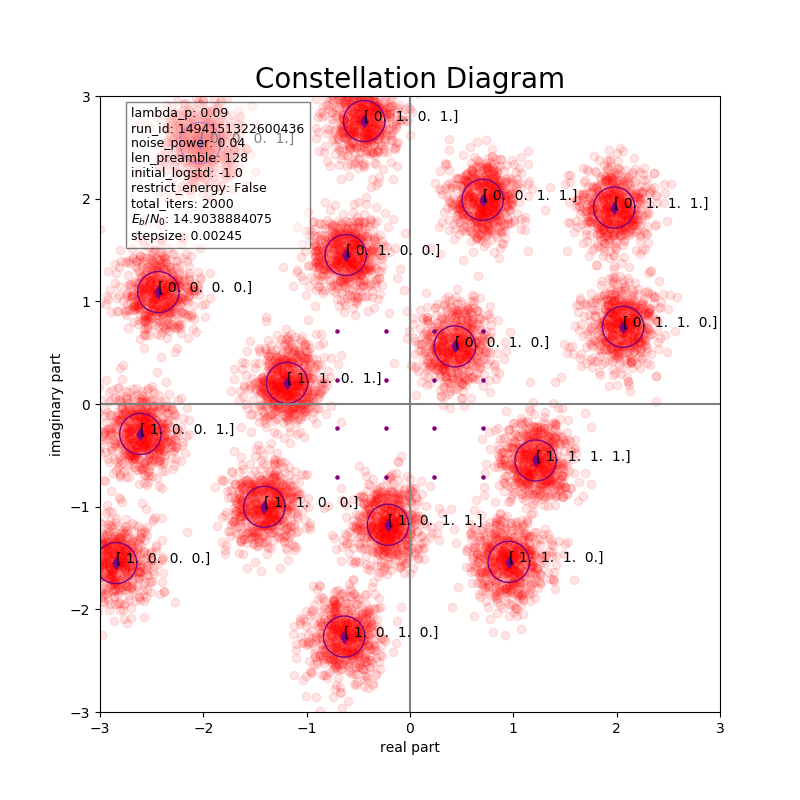 Constellation Diagram
lambda_p: 0.09
run_id: 1494151322600436
noise_power: 0.04
len_preamble: 128
initial_logstd: -1.0
restrict_energy: False
total_iters: 2000
E_b/N_0: 14.9038884075
stepsize: 0.00245
[ 0. 1. 0. 1.]
0. 1.]
[ 0. 0. 1. 1.]
[ 0. 1. 1. 1.]
[ 0. 1. 0. 0.]
[ 0. 0. 0. 0.]
[ 0. 1. 1. 0.]
[ 0. 0. 1. 0.]
[ 1. 1. 0. 1.]
[ 1. 0. 0. 1.]
[ 1. 1. 1. 1.]
[ 1. 1. 0. 0.]
[ 1. 0. 1. 1.]
[ 1. 0. 0. 0.]
[ 1. 1. 1. 0.]
[ 1. 0. 1. 0.]
3
2
1
0
−1
−2
−3
imaginary part
−3 −2 −1 0 1 2 3
real part